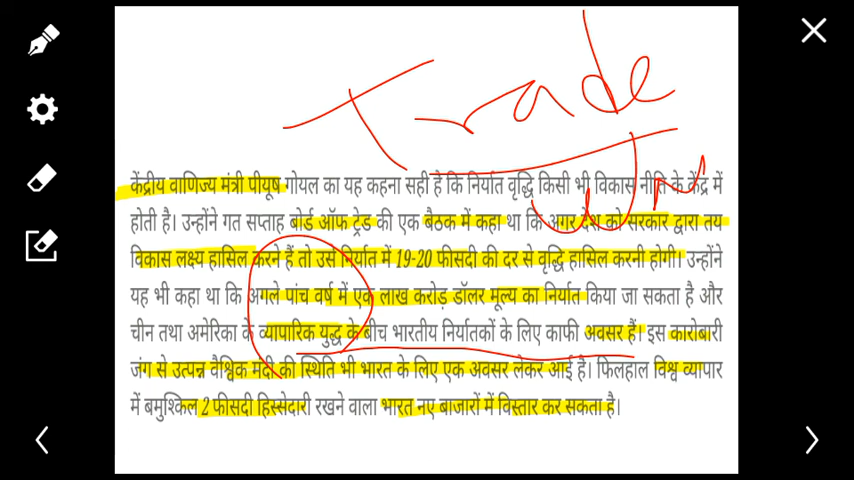 Trade
केंद्रीय वाणिज्य मंत्री पीयूष गोयल का यह कहना सही है कि निर्यात वृद्धि किसी भी विकास नीति के केंद्र में
होती है। उन्होंने गत सप्ताह बोर्ड ऑफ ट्रेड की एक बैठक में कहा था कि अगर देश को सरकार द्वारा तय
विकास लक्ष्य हासिल करने हैं तो उसे निर्यात में 19-20 फीसदी की दर से वृद्धि हासिल करनी होगी। उन्होंने
यह भी कहा था कि अगले पांच वर्ष में एक लाख करोड़ डॉलर मूल्य का निर्यात किया जा सकता है और
चीन तथा अमेरिका के व्यापारिक युद्ध के बीच भारतीय निर्यातकों के लिए काफी अवसर हैं। इस कारोबारी
जंग से उत्पन्न वैश्विक मंदी की स्थिति भी भारत के लिए एक अवसर लेकर आई है। फिलहाल विश्व व्यापार
में बमुश्किल 2 फीसदी हिस्सेदारी रखने वाला भारत नए बाजारों में विस्तार कर सकता है।